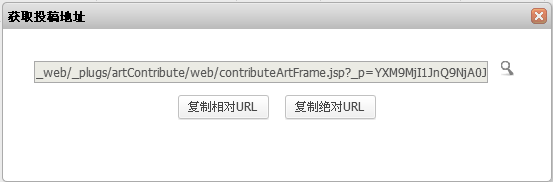 获取投稿地址
_web/_plugs/artContribute/web/contributeArtFrame.jsp?_p=YXM9MjI1JnQ9NjA0J
复制相对URL
复制绝对URL